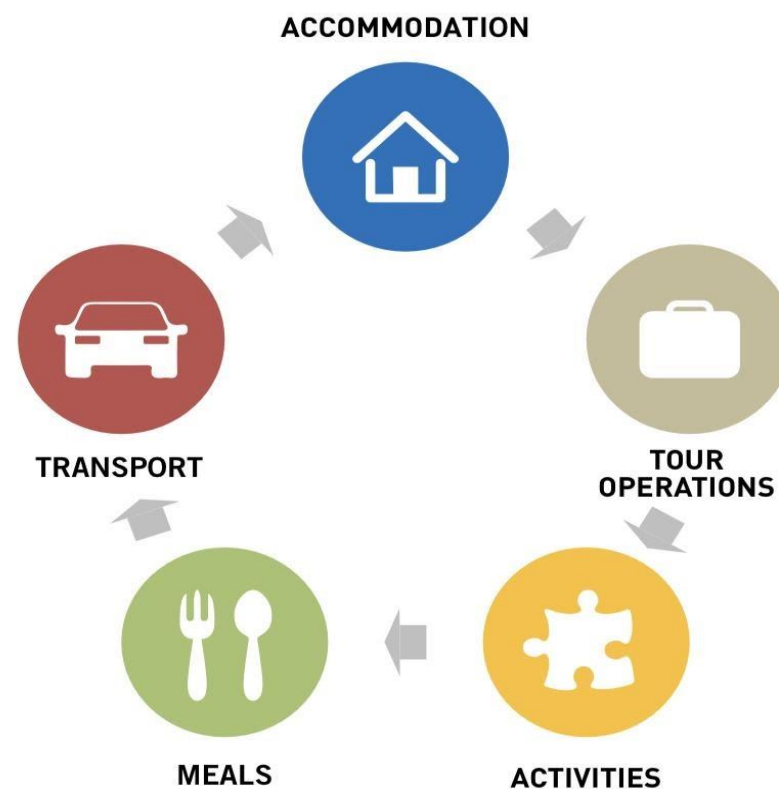 ACCOMMODATION
TOUR
OPERATIONS
ACTIVITIES
MEALS
TRANSPORT